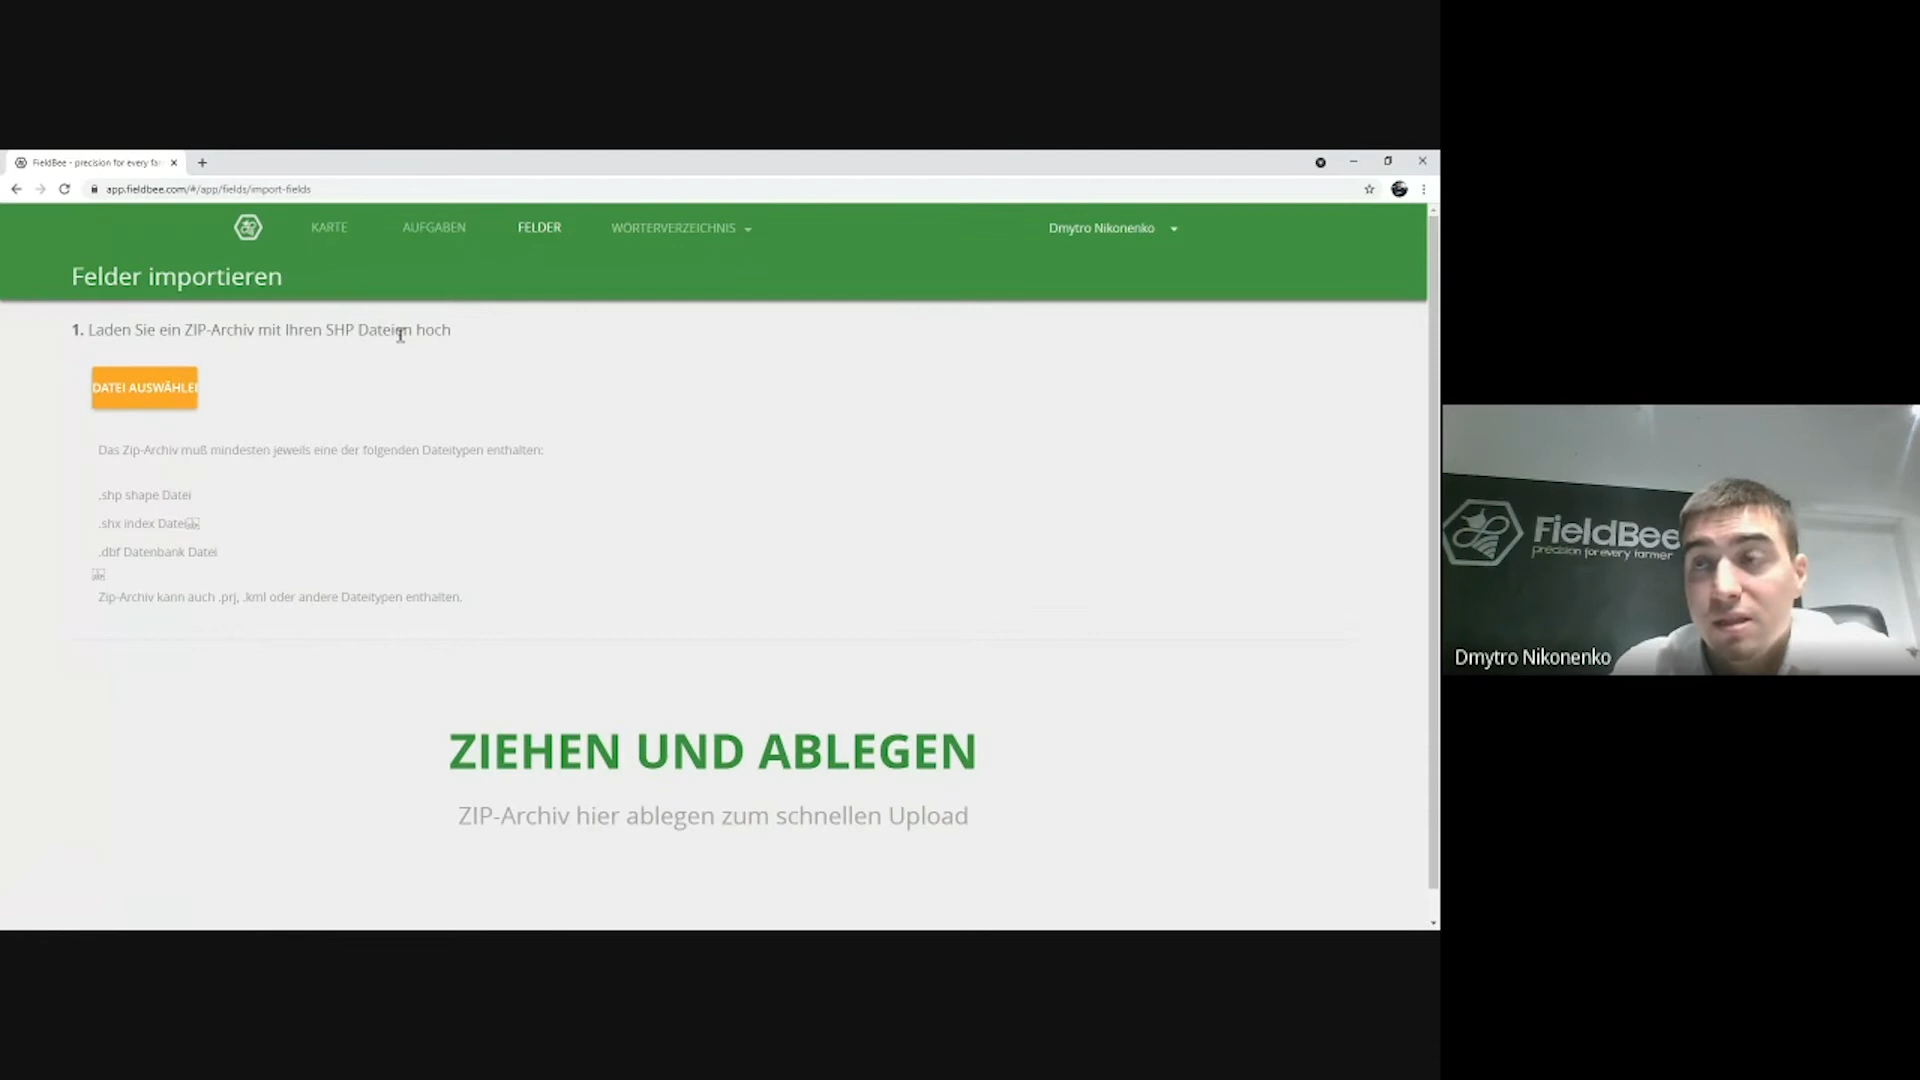 FieldBee - precision for every far
app.fieldbee.com/#/app/fields/import-fields
KARTE
AUFGABEN
FELDER
WÖRTERVERZEICHNIS
Dmytro Nikonenko
Felder importieren
1. Laden Sie ein ZIP-Archiv mit Ihren SHP Dateien hoch
DATEI AUSWÄHLEN
Das Zip-Archiv muß mindesten jeweils eine der folgenden Dateitypen enthalten:
.shp shape Datei
.shx index Datei
.dbf Datenbank Datei
Zip-Archiv kann auch .prj, .kml oder andere Dateitypen enthalten.
ZIEHEN UND ABLEGEN
ZIP-Archiv hier ablegen zum schnellen Upload
FieldBee
precision for every farmer
Dmytro Nikonenko